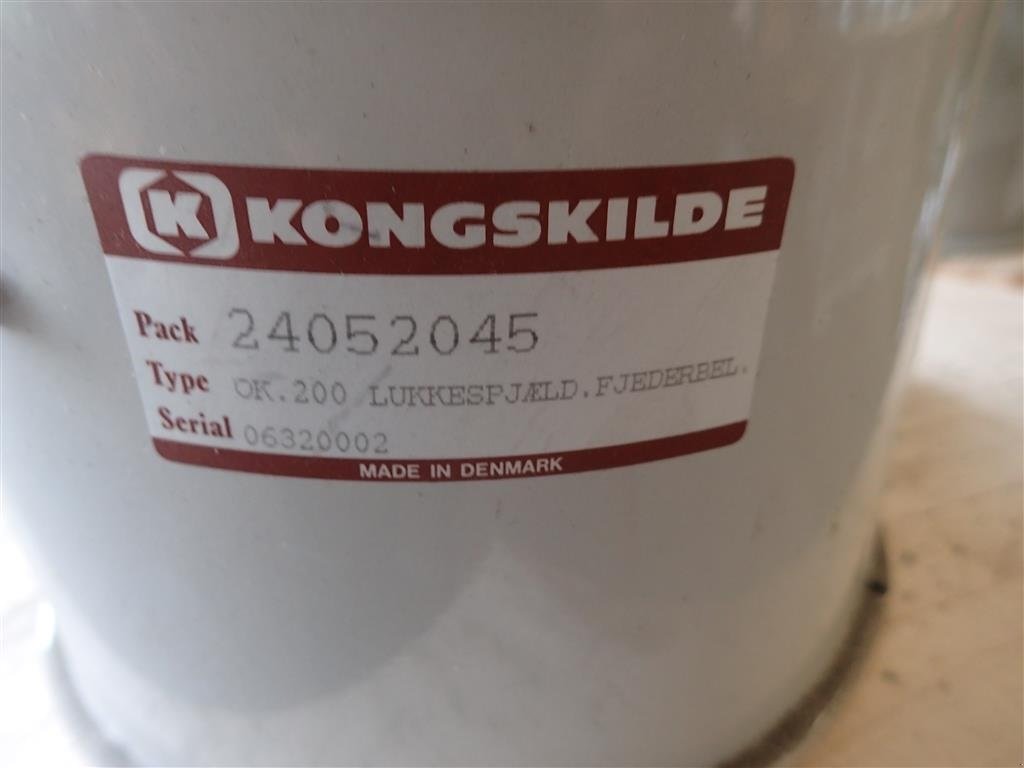 K KONGSKILDE
Pack 24052045
Type OK.200 LUKKESPJÆLD.FJEDERBEL.
Serial 06320002
MADE IN DENMARK